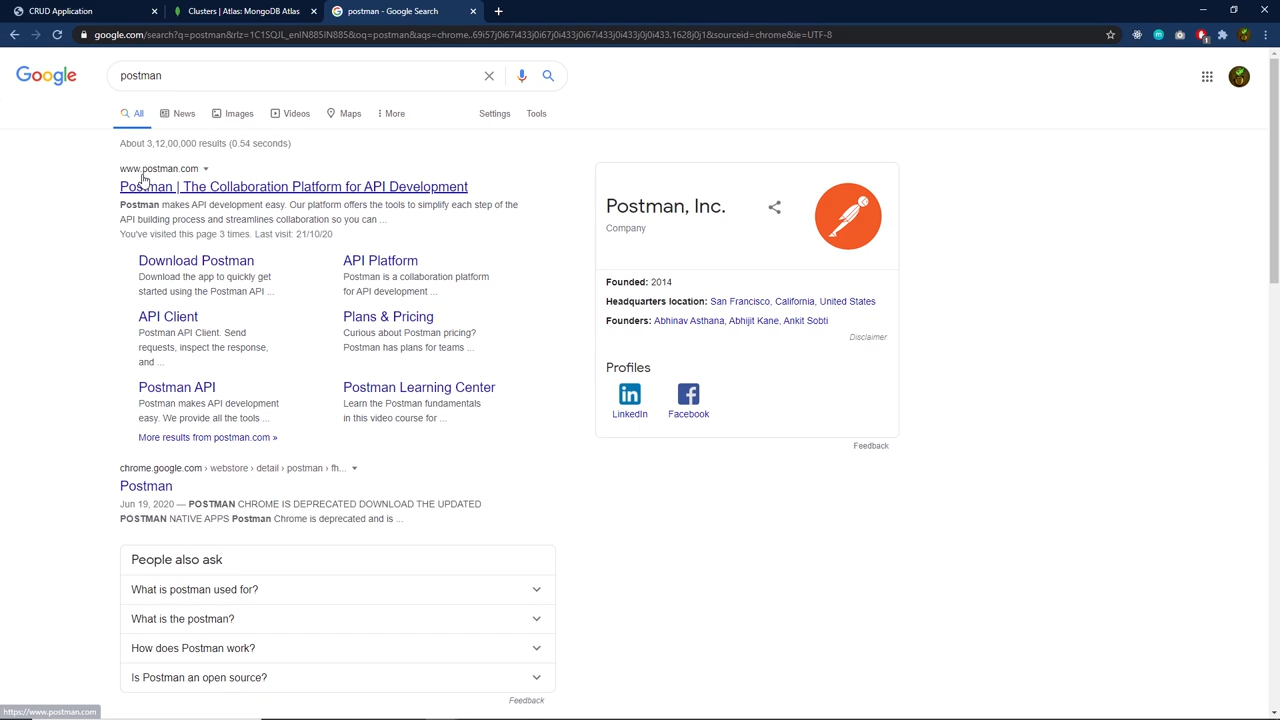 CRUD Application
Clusters | Atlas: MongoDB Atlas
postman - Google Search
google.com/search?q=postman&rlz=1C1SQJL_enIN885IN885&oq=postman&aqs=chrome..69i57j0i67i433j0i67i433j0i433j0i67i433j0i433j0i433j0i433.1628j0j1&sourceid=chrome&ie=UTF-8
1
Google
postman
All
News
Images
Videos
Maps
More
Settings
Tools
About 3,12,00,000 results (0.54 seconds)
www.postman.com
Postman | The Collaboration Platform for API Development
Postman makes API development easy. Our platform offers the tools to simplify each step of the
API building process and streamlines collaboration so you can ...
You've visited this page 3 times. Last visit: 21/10/20
Download Postman
Download the app to quickly get
started using the Postman API ...
API Platform
Postman is a collaboration platform
for API development ...
API Client
Postman API Client. Send
requests, inspect the response,
and ...
Plans & Pricing
Curious about Postman pricing?
Postman has plans for teams ...
Postman API
Postman makes API development
easy. We provide all the tools ...
Postman Learning Center
Learn the Postman fundamentals
in this video course for ...
More results from postman.com »
chrome.google.com › webstore › detail › postman › fh...
Postman
Jun 19, 2020 — POSTMAN CHROME IS DEPRECATED DOWNLOAD THE UPDATED
POSTMAN NATIVE APPS Postman Chrome is deprecated and is ...
People also ask
What is postman used for?
What is the postman?
How does Postman work?
Is Postman an open source?
Feedback
Postman, Inc.
Company
Founded: 2014
Headquarters location: San Francisco, California, United States
Founders: Abhinav Asthana, Abhijit Kane, Ankit Sobti
Disclaimer
Profiles
LinkedIn
Facebook
Feedback
https://www.postman.com